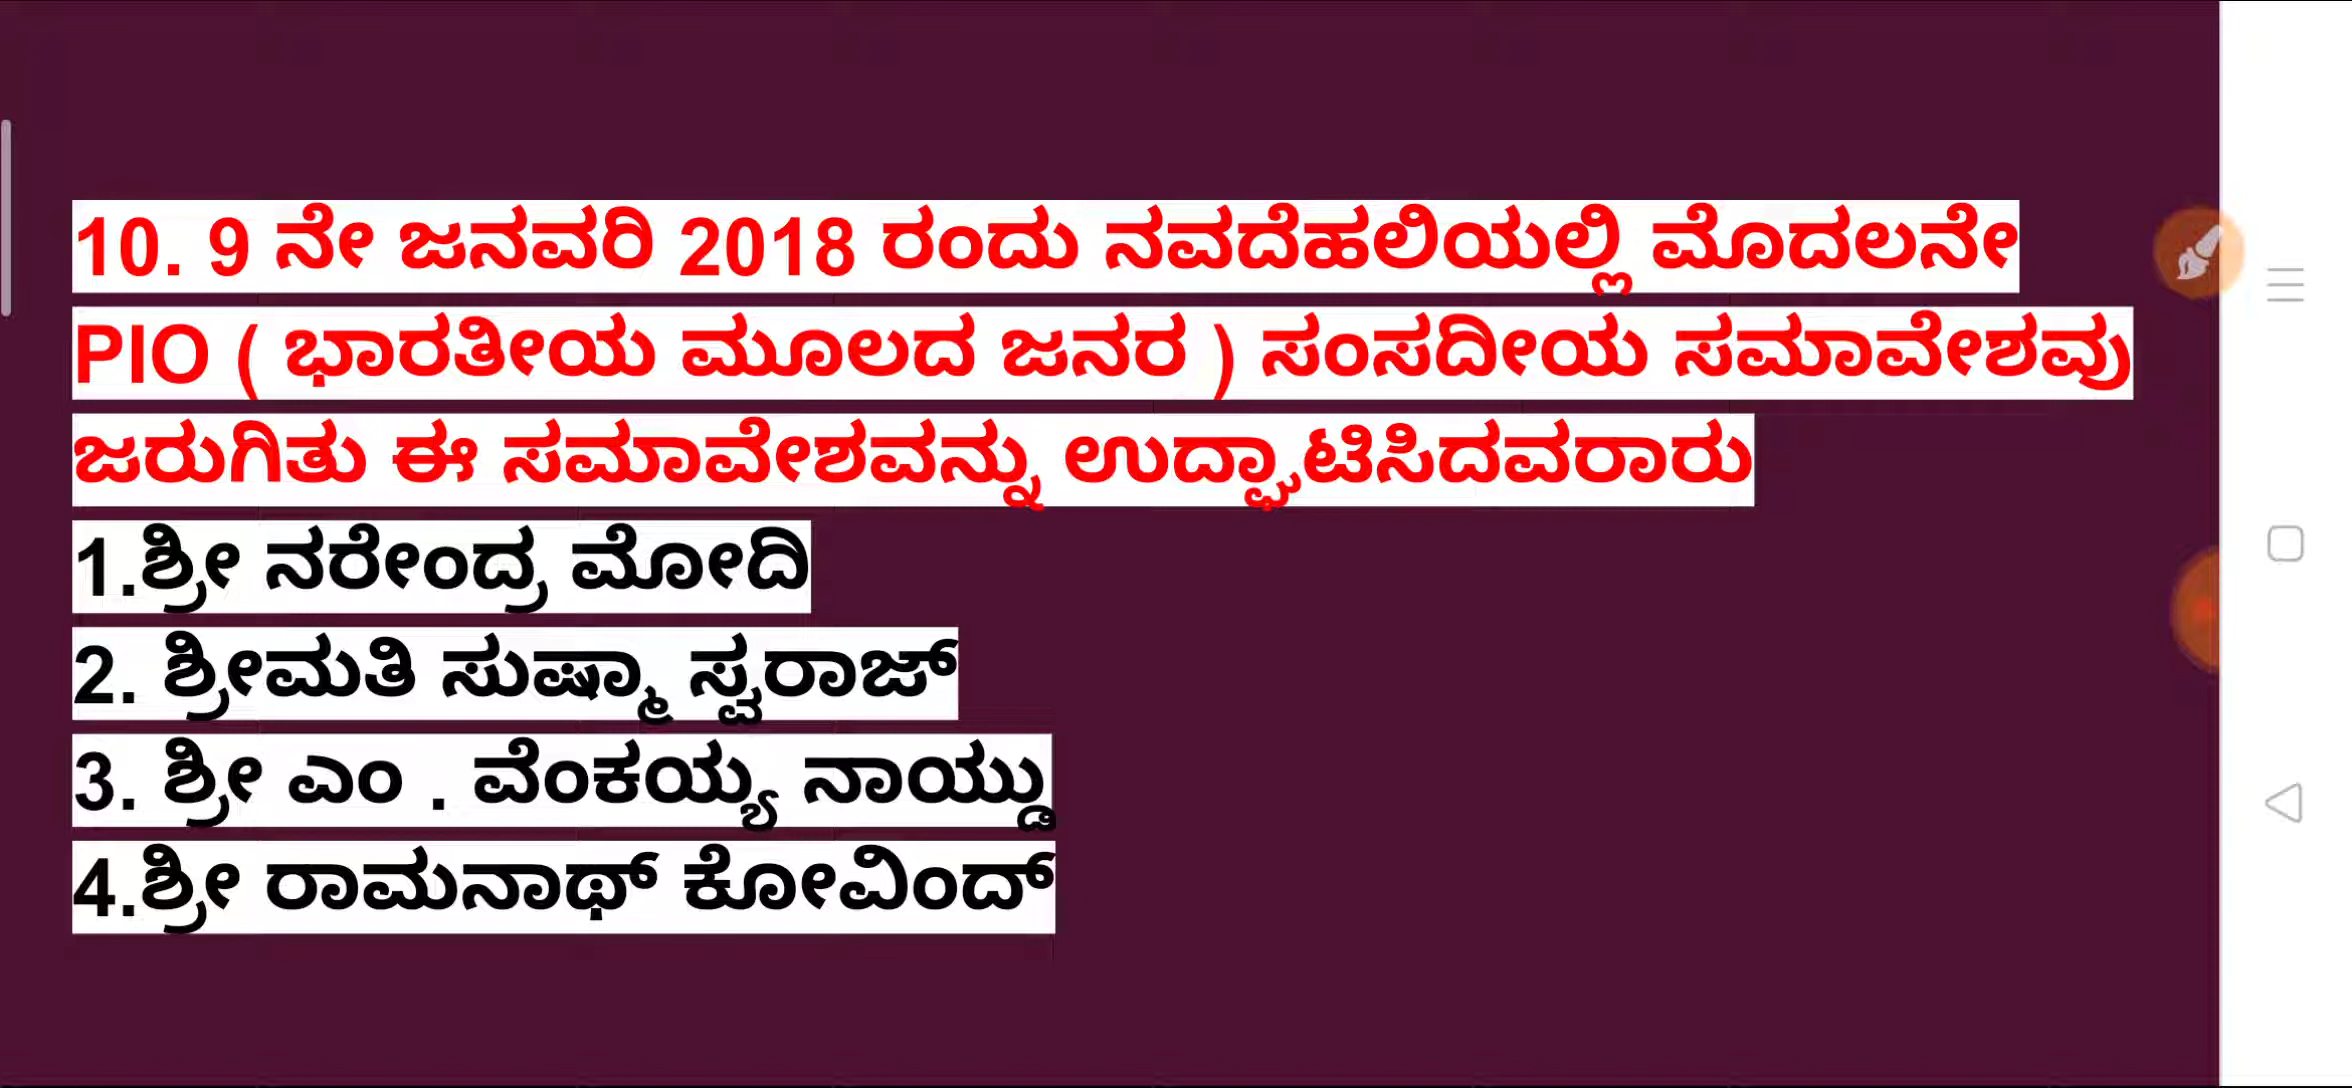 10. 9 ನೇ ಜನವರಿ 2018 ರಂದು ನವದೆಹಲಿಯಲ್ಲಿ ಮೊದಲನೇ
PIO ( ಭಾರತೀಯ ಮೂಲದ ಜನರ ) ಸಂಸದೀಯ ಸಮಾವೇಶವು
ಜರುಗಿತು ಈ ಸಮಾವೇಶವನ್ನು ಉದ್ಘಾಟಿಸಿದವರಾರು
1.ಶ್ರೀ ನರೇಂದ್ರ ಮೋದಿ
2. ಶ್ರೀಮತಿ ಸುಷ್ಮಾ ಸ್ವರಾಜ್
3. ಶ್ರೀ ಎಂ . ವೆಂಕಯ್ಯ ನಾಯ್ಡು
4.ಶ್ರೀ ರಾಮನಾಥ್ ಕೋವಿಂದ್